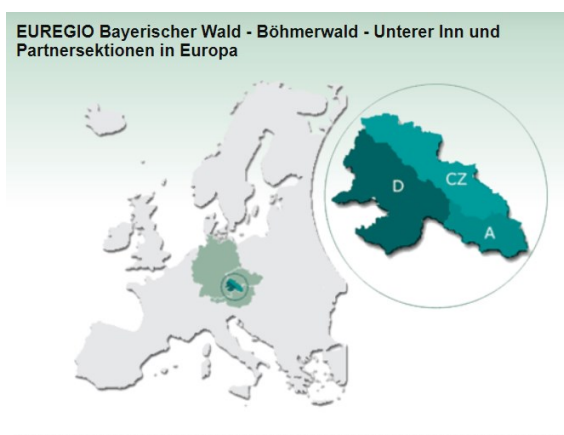 EUREGIO Bayerischer Wald - Böhmerwald - Unterer Inn und
Partnersektionen in Europa
D
CZ
A